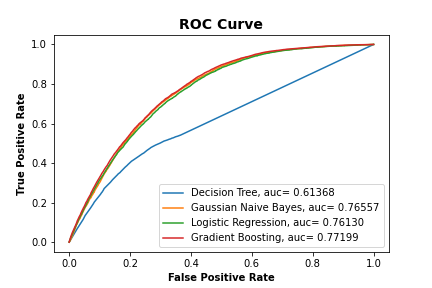 ROC Curve
True Positive Rate
1.0
0.8
0.6
0.4
0.2
0.0
Decision Tree, auc= 0.61368
Gaussian Naive Bayes, auc= 0.76557
Logistic Regression, auc= 0.76130
Gradient Boosting, auc= 0.77199
0.0 0.2 0.4 0.6 0.8 1.0
False Positive Rate